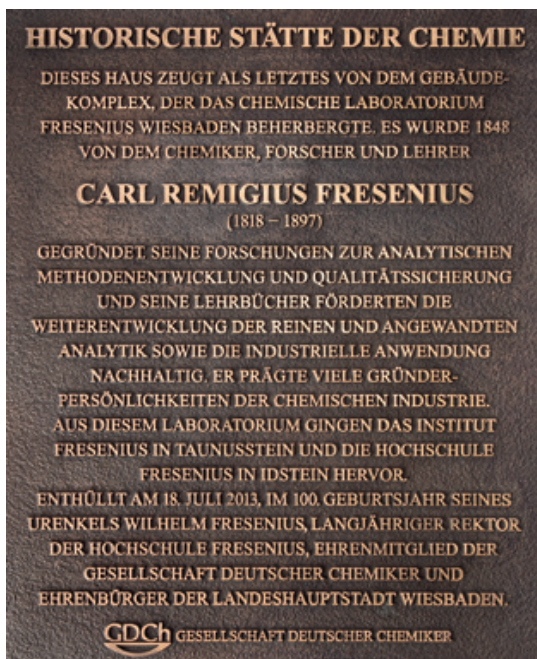 HISTORISCHE STÄTTE DER CHEMIE
DIESES HAUS ZEUGT ALS LETZTES VON DEM GEBÄUDE-
KOMPLEX, DER DAS CHEMISCHE LABORATORIUM
FRESENIUS WIESBADEN BEHERBERGTE. ES WURDE 1848
VON DEM CHEMIKER, FORSCHER UND LEHRER
CARL REMIGIUS FRESENIUS
(1818 – 1897)
GEGRÜNDET. SEINE FORSCHUNGEN ZUR ANALYTISCHEN
METHODENENTWICKLUNG UND QUALITÄTSSICHERUNG
UND SEINE LEHRBÜCHER FÖRDERTEN DIE
WEITERENTWICKLUNG DER REINEN UND ANGEWANDTEN
ANALYTIK SOWIE DIE INDUSTRIELLE ANWENDUNG
NACHHALTIG. ER PRÄGTE VIELE GRÜNDER-
PERSÖNLICHKEITEN DER CHEMISCHEN INDUSTRIE.
AUS DIESEM LABORATORIUM GINGEN DAS INSTITUT
FRESENIUS IN TAUNUSSTEIN UND DIE HOCHSCHULE
FRESENIUS IN IDSTEIN HERVOR.
ENTHÜLLT AM 18. JULI 2013, IM 100. GEBURTSJAHR SEINES
URENKELS WILHELM FRESENIUS, LANGJÄHRIGER REKTOR
DER HOCHSCHULE FRESENIUS, EHRENMITGLIED DER
GESELLSCHAFT DEUTSCHER CHEMIKER UND
EHRENBÜRGER DER LANDESHAUPTSTADT WIESBADEN.
GDCh GESELLSCHAFT DEUTSCHER CHEMIKER